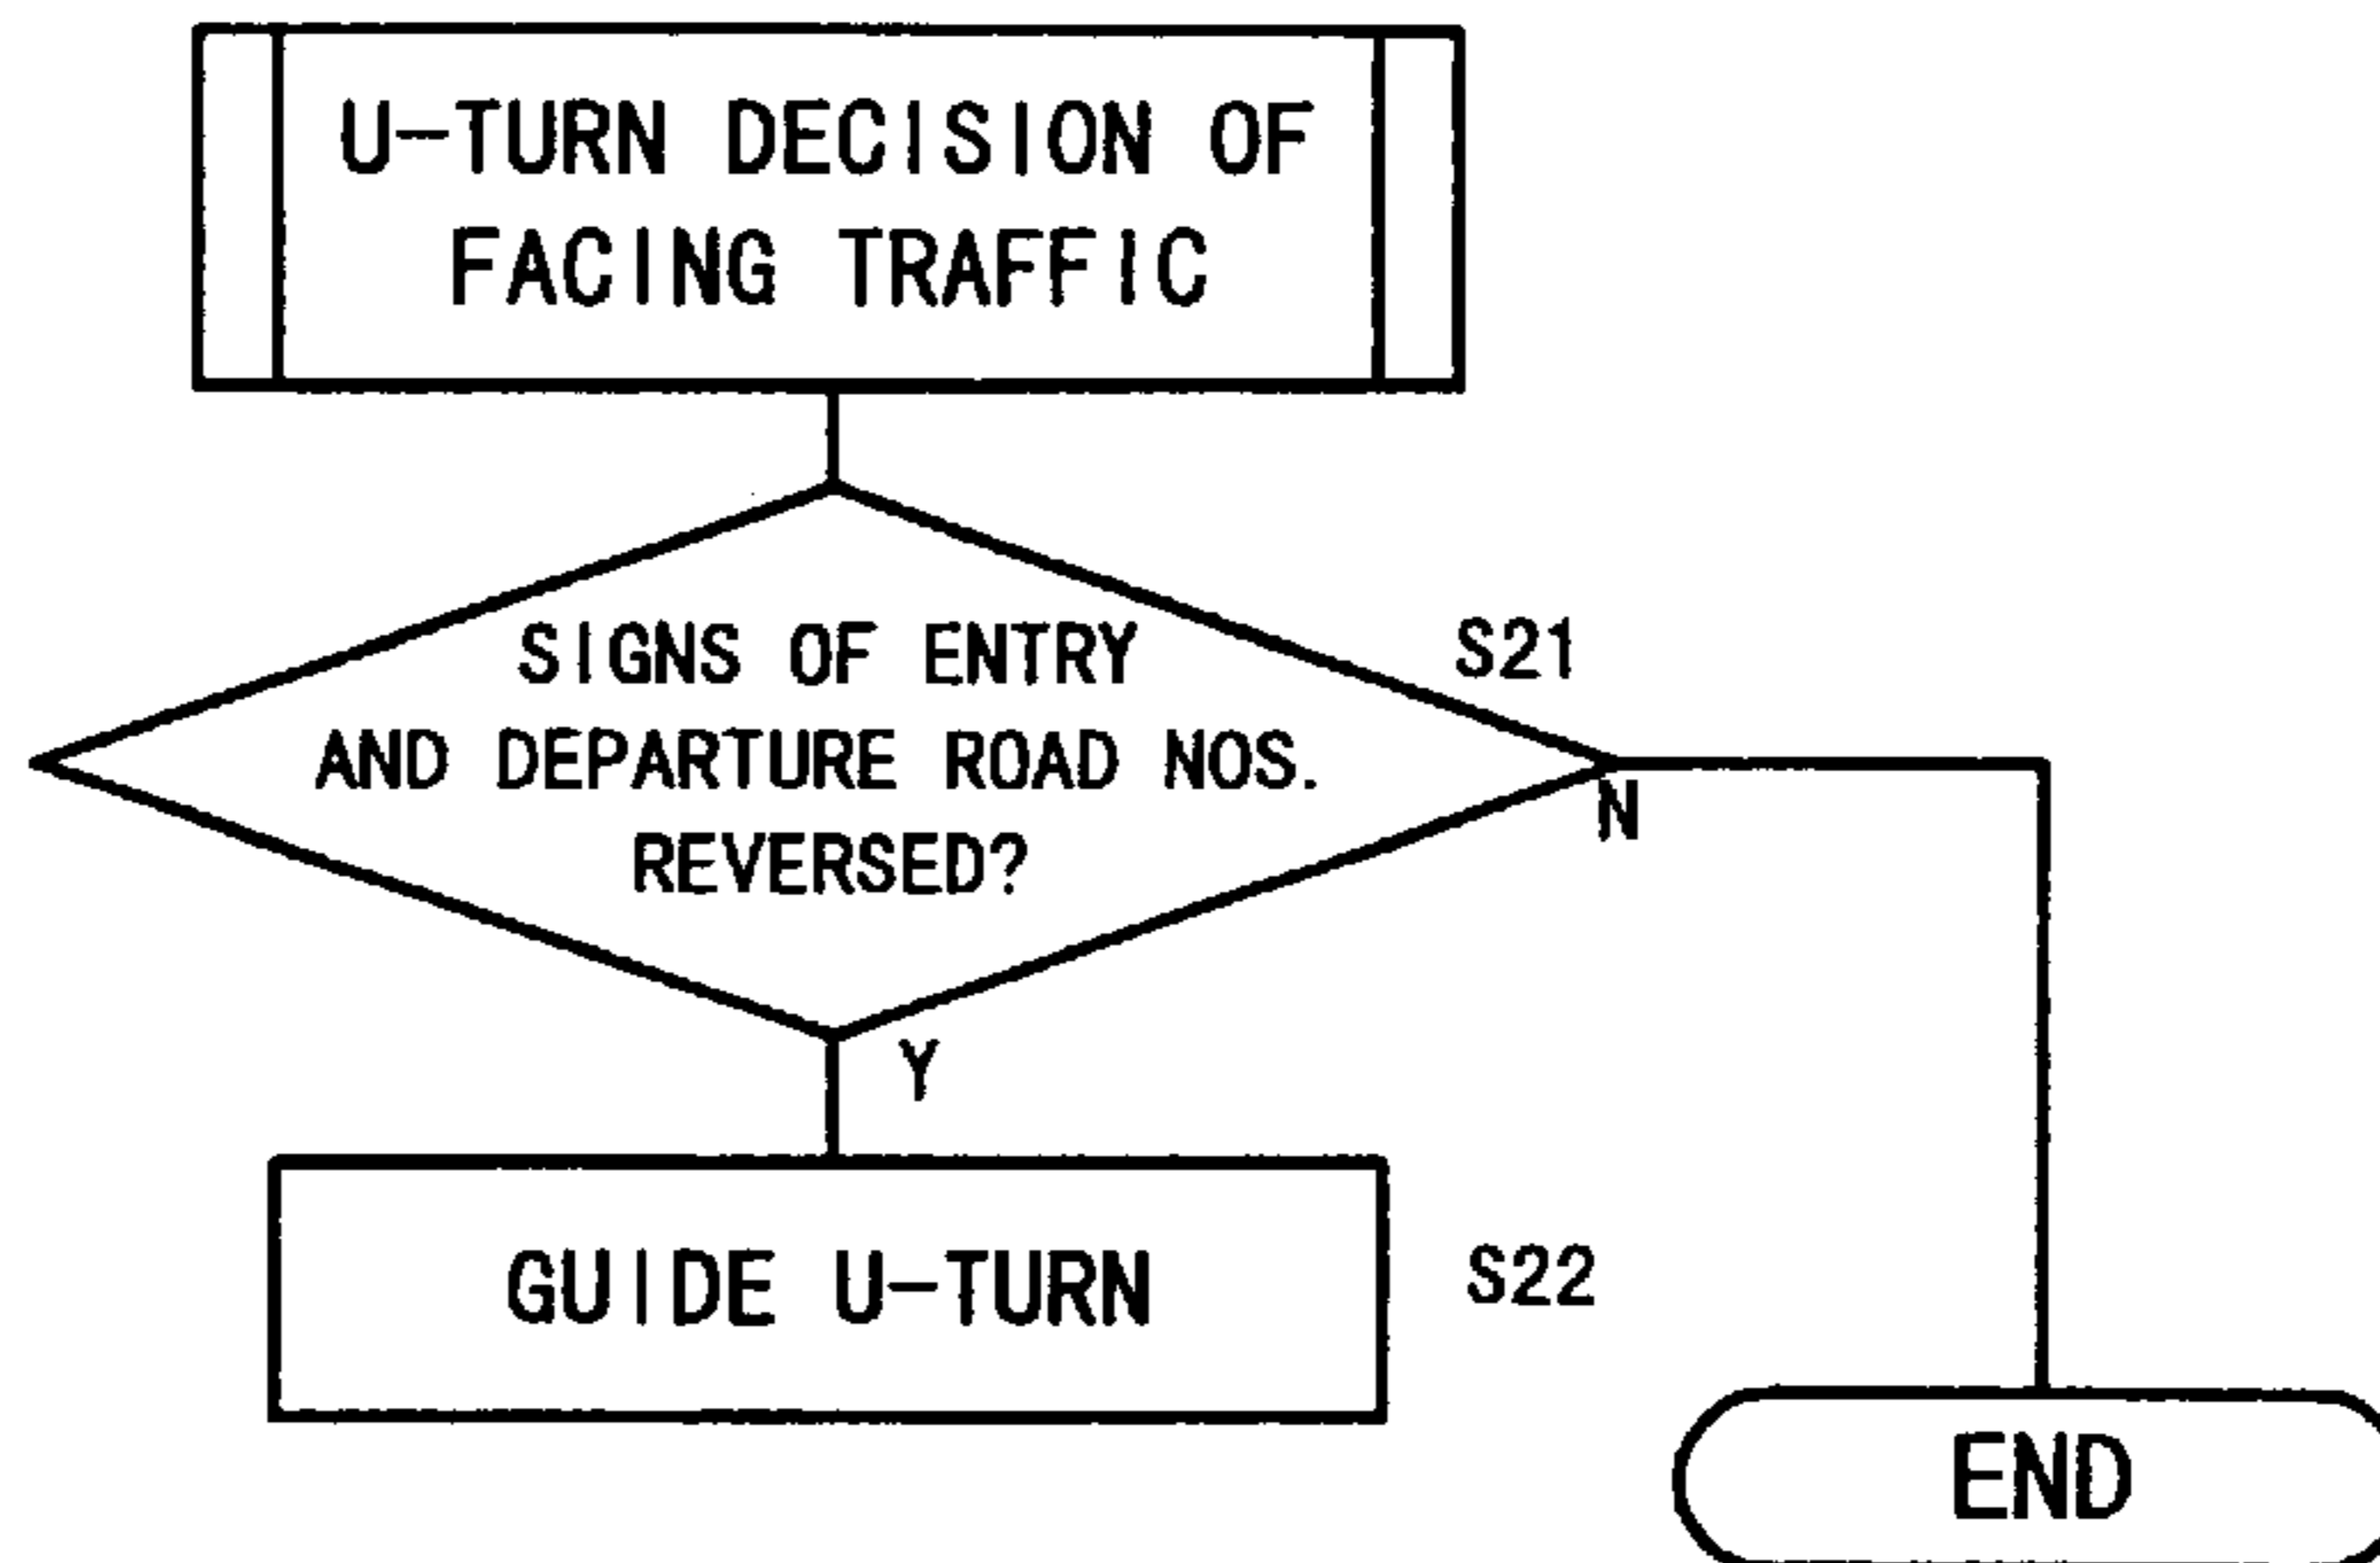 U-TURN DECISION OF
FACING TRAFFIC
SIGNS OF ENTRY
AND DEPARTURE ROAD NOS.
REVERSED?
S21
N
Y
GUIDE U-TURN
S22
END